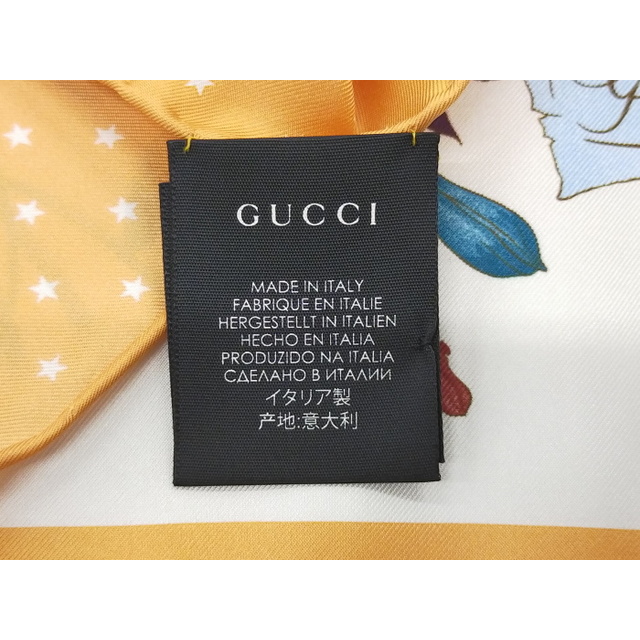 GUCCI
MADE IN ITALY
FABRIQUE EN ITALIE
HERGESTELLT IN ITALIEN
HECHO EN ITALIA
PRODUZIDO NA ITALIA
СДЕЛАНО В ИТАЛИИ
イタリア製
产地:意大利